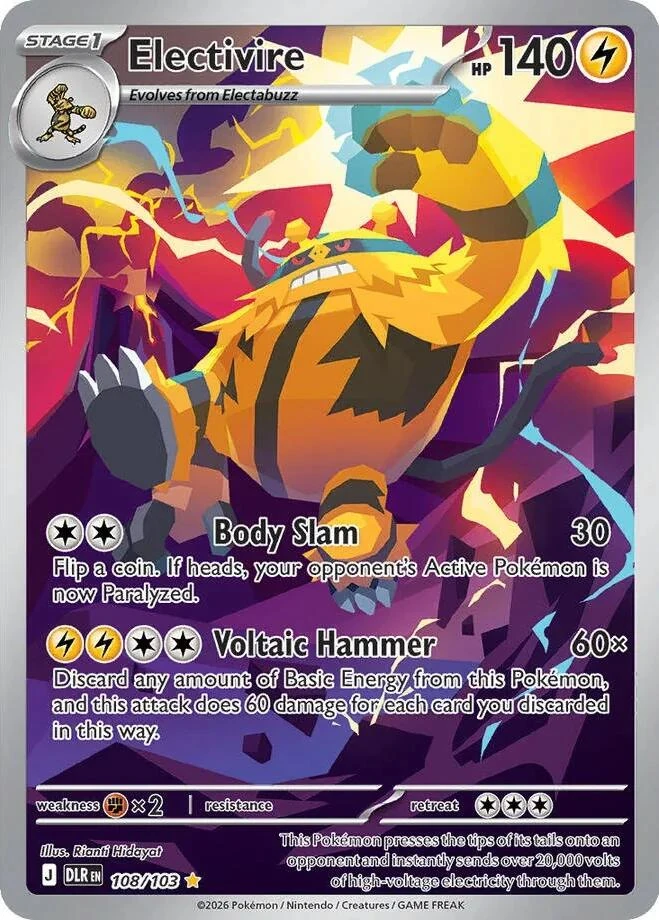 STAGE1
Electivire
HP 140
Evolves from Electabuzz
Body Slam 30
Flip a coin. If heads, your opponent's Active Pokémon is
now Paralyzed.
Voltaic Hammer 60×
Discard any amount of Basic Energy from this Pokémon,
and this attack does 60 damage for each card you discarded
in this way.
weakness ×2 resistance retreat
Illus. Rianti Hidayat
J DLR EN 108/103
This Pokémon presses the tips of its tails onto an
opponent and instantly sends over 20,000 volts
of high-voltage electricity through them.
©2026 Pokémon / Nintendo / Creatures / GAME FREAK